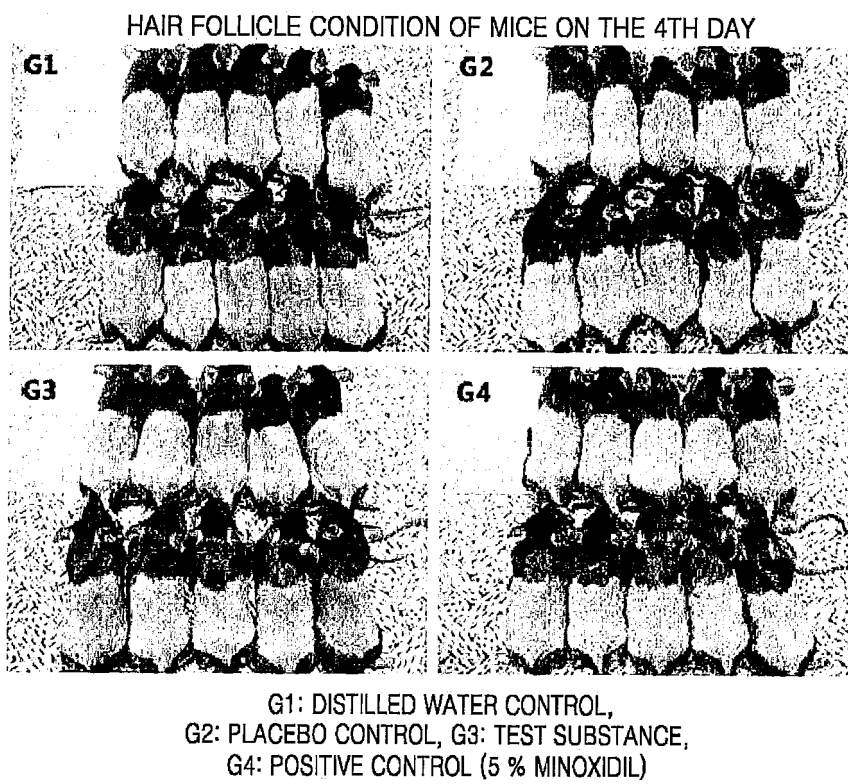 HAIR FOLLICLE CONDITION OF MICE ON THE 4TH DAY
G1
G2
G3
G4
G1: DISTILLED WATER CONTROL,
G2: PLACEBO CONTROL, G3: TEST SUBSTANCE,
G4: POSITIVE CONTROL (5 % MINOXIDIL)